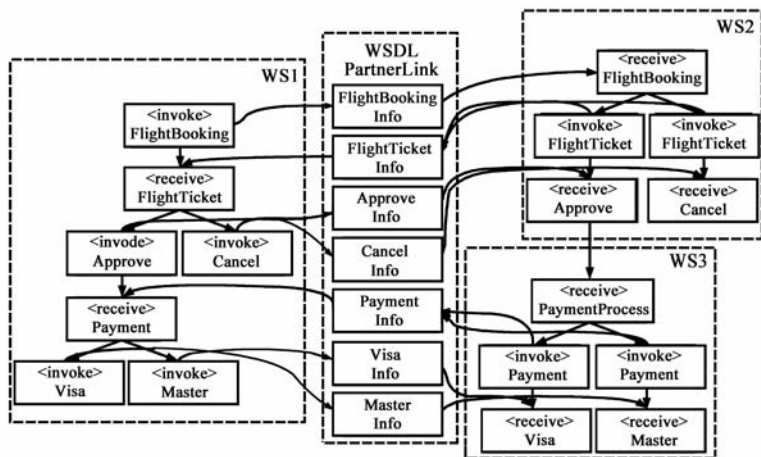 WS1
<invoke>
FlightBooking
<receive>
FlightTicket
<invode>
Approve
<invoke>
Cancel
<receive>
Payment
<invoke>
Visa
<invoke>
Master
WSDL
PartnerLink
FlightBooking
Info
FlightTicket
Info
Approve
Info
Cancel
Info
Payment
Info
Visa
Info
Master
Info
WS2
<receive>
FlightBooking
<invoke>
FlightTicket
<invoke>
FlightTicket
<receive>
Approve
<receive>
Cancel
WS3
<receive>
PaymentProcess
<invoke>
Payment
<invoke>
Payment
<receive>
Visa
<receive>
Master